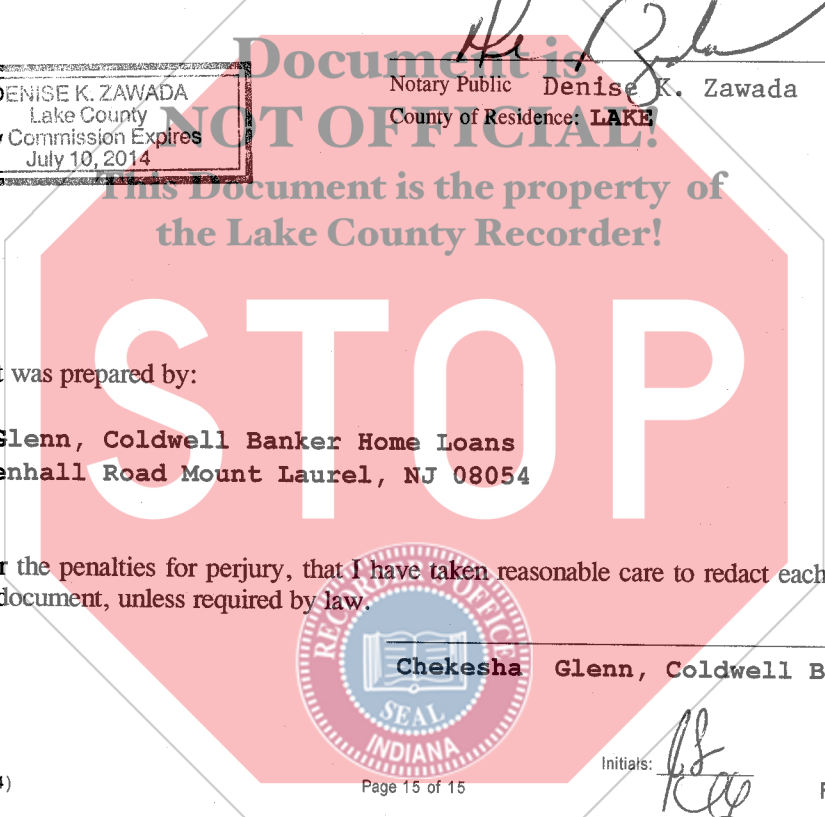 Document is
NOT OFFICIAL!
This Document is the property of
the Lake County Recorder!
STOP
DENISE K. ZAWADA
Lake County
Commission Expires
July 10, 2014
Notary Public Denise K. Zawada
County of Residence: LAKE
was prepared by:
Glenn, Coldwell Banker Home Loans
enhall Road Mount Laurel, NJ 08054
r the penalties for perjury, that I have taken reasonable care to redact each
document, unless required by law.
RECORDER'S OFFICE
SEAL
INDIANA
Chekesha Glenn, Coldwell B
Initials:
4)
Page 15 of 15